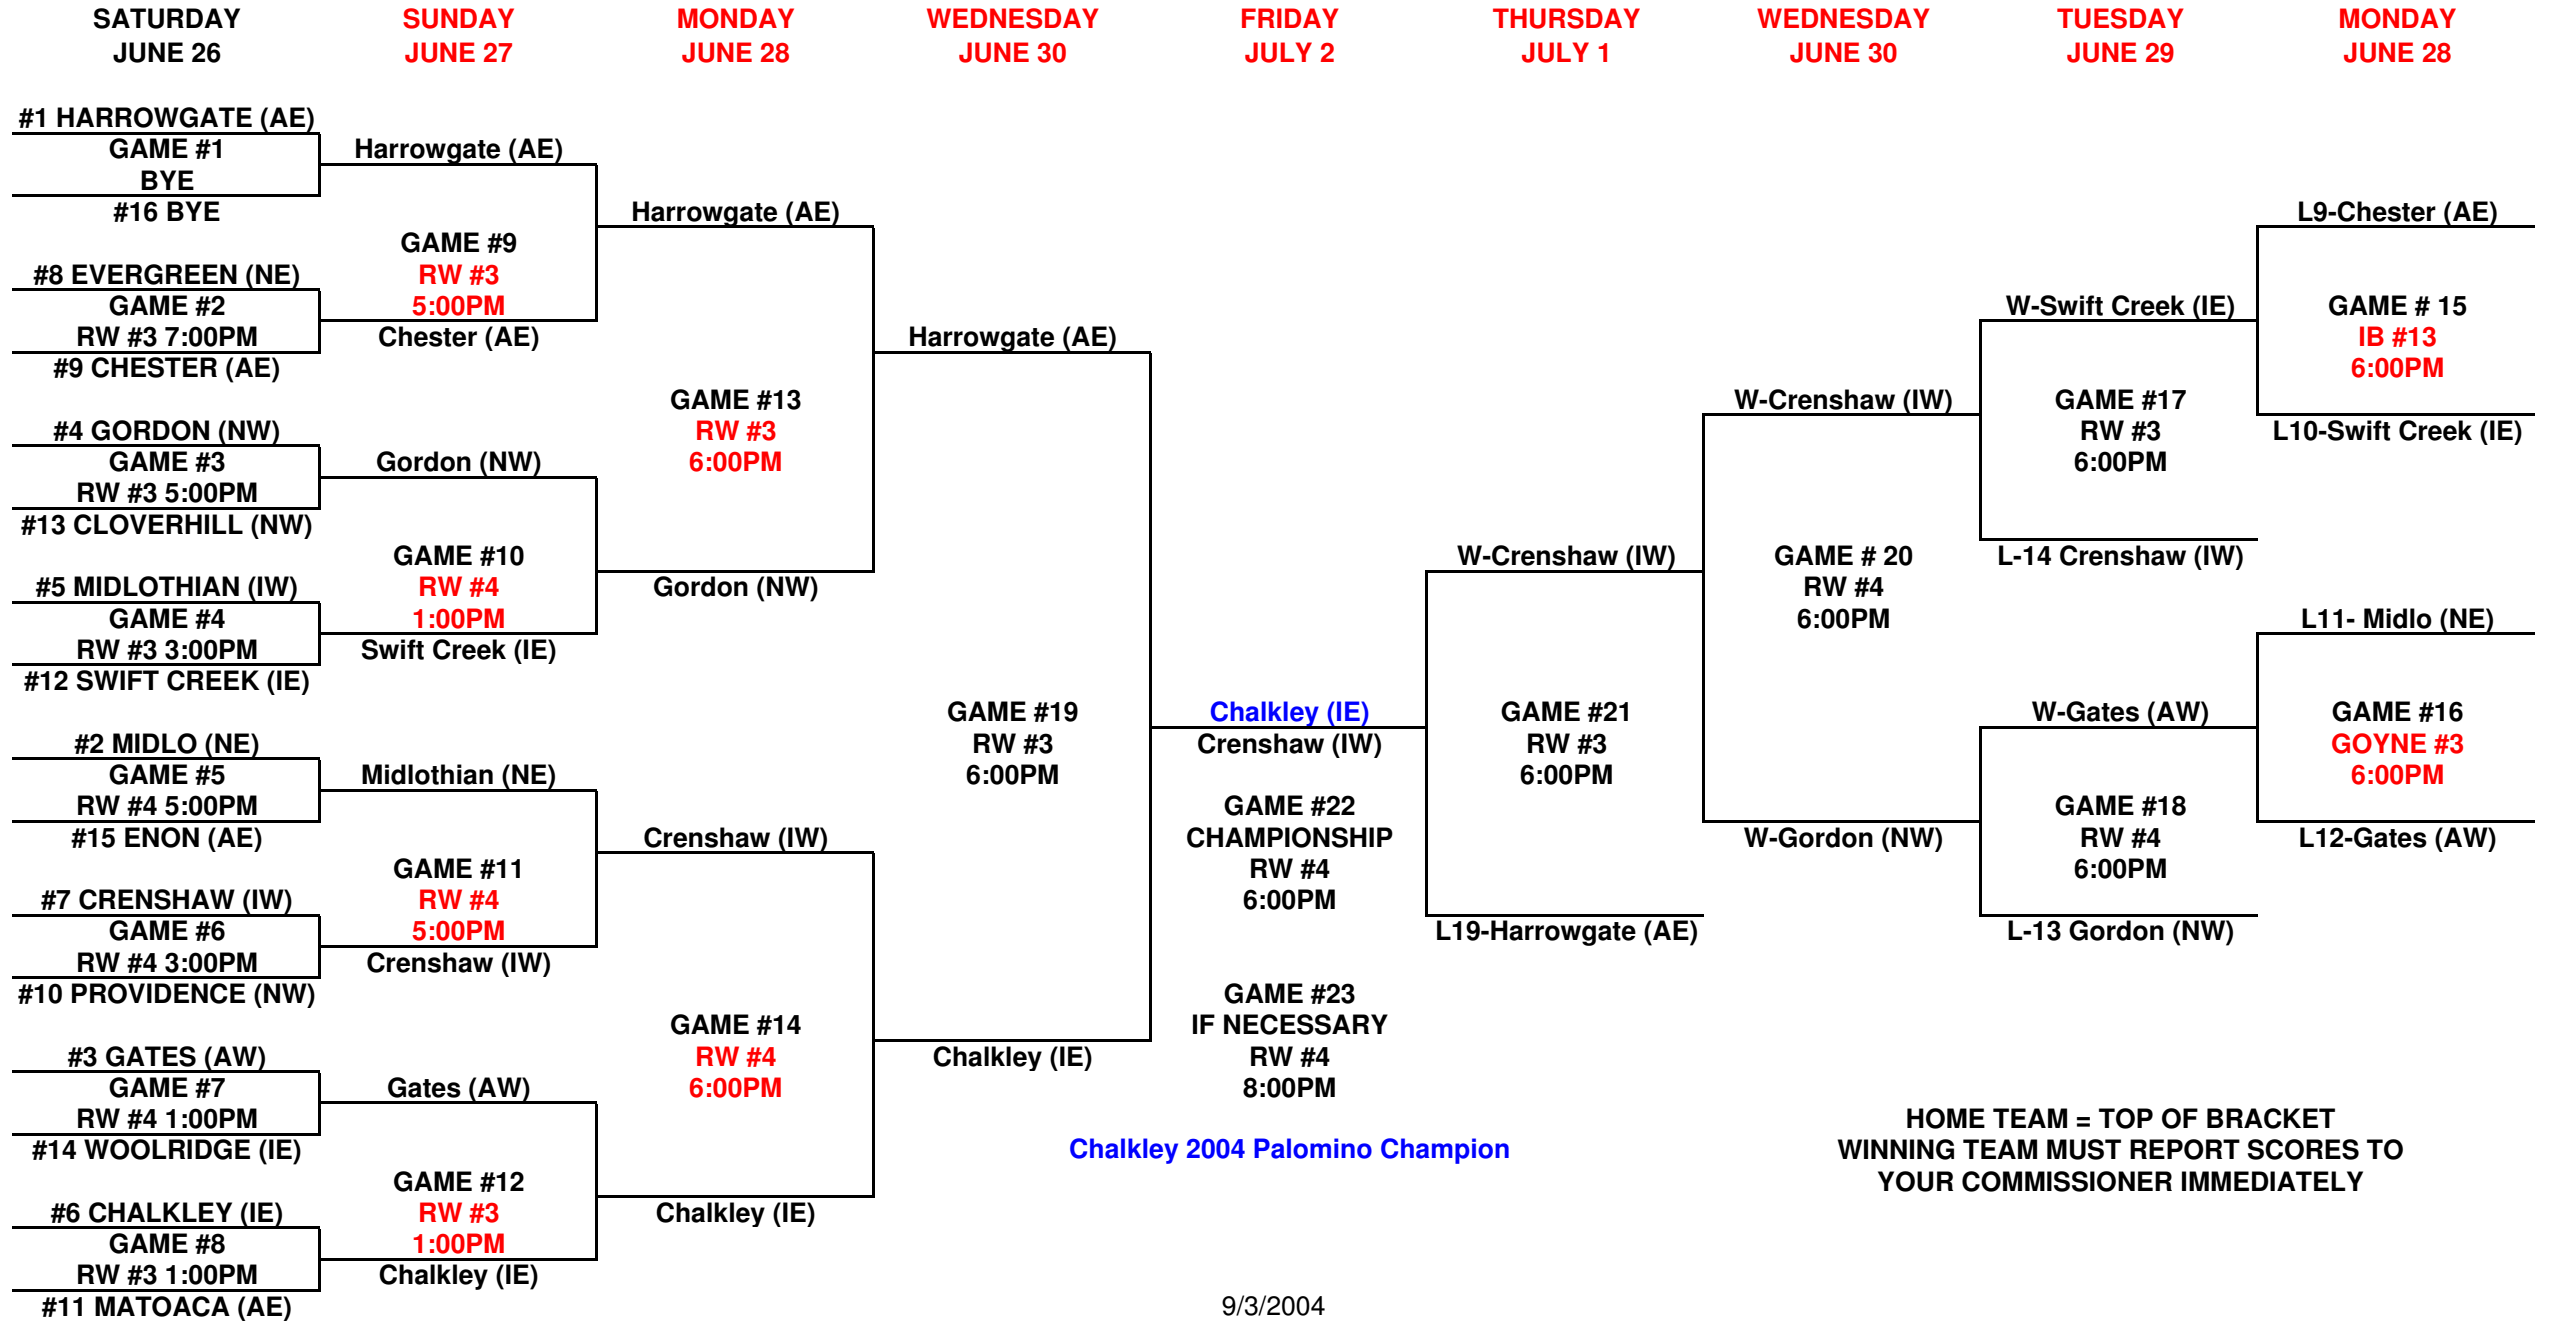 SATURDAY
JUNE 26
SUNDAY
JUNE 27
MONDAY
JUNE 28
WEDNESDAY
JUNE 30
FRIDAY
JULY 2
THURSDAY
JULY 1
WEDNESDAY
JUNE 30
TUESDAY
JUNE 29
MONDAY
JUNE 28
#1 HARROWGATE (AE)
GAME #1
BYE
#16 BYE
#8 EVERGREEN (NE)
GAME #2
RW #3 7:00PM
#9 CHESTER (AE)
#4 GORDON (NW)
GAME #3
RW #3 5:00PM
#13 CLOVERHILL (NW)
#5 MIDLOTHIAN (IW)
GAME #4
RW #3 3:00PM
#12 SWIFT CREEK (IE)
#2 MIDLO (NE)
GAME #5
RW #4 5:00PM
#15 ENON (AE)
#7 CRENSHAW (IW)
GAME #6
RW #4 3:00PM
#10 PROVIDENCE (NW)
#3 GATES (AW)
GAME #7
RW #4 1:00PM
#14 WOOLRIDGE (IE)
#6 CHALKLEY (IE)
GAME #8
RW #3 1:00PM
#11 MATOACA (AE)
Harrowgate (AE)
GAME #9
RW #3
5:00PM
Chester (AE)
Gordon (NW)
GAME #10
RW #4
1:00PM
Swift Creek (IE)
Midlothian (NE)
GAME #11
RW #4
5:00PM
Crenshaw (IW)
Gates (AW)
GAME #12
RW #3
1:00PM
Chalkley (IE)
Harrowgate (AE)
GAME #13
RW #3
6:00PM
Gordon (NW)
Crenshaw (IW)
GAME #14
RW #4
6:00PM
Chalkley (IE)
Harrowgate (AE)
GAME #19
RW #3
6:00PM
Chalkley (IE)
Chalkley (IE)
Crenshaw (IW)
GAME #22
CHAMPIONSHIP
RW #4
6:00PM
GAME #23
IF NECESSARY
RW #4
8:00PM
Chalkley 2004 Palomino Champion
9/3/2004
W-Crenshaw (IW)
GAME #21
RW #3
6:00PM
L19-Harrowgate (AE)
W-Crenshaw (IW)
GAME # 20
RW #4
6:00PM
W-Gordon (NW)
W-Swift Creek (IE)
GAME #17
RW #3
6:00PM
L-14 Crenshaw (IW)
W-Gates (AW)
GAME #18
RW #4
6:00PM
L-13 Gordon (NW)
L9-Chester (AE)
GAME # 15
IB #13
6:00PM
L10-Swift Creek (IE)
L11- Midlo (NE)
GAME #16
GOYNE #3
6:00PM
L12-Gates (AW)
HOME TEAM = TOP OF BRACKET
WINNING TEAM MUST REPORT SCORES TO
YOUR COMMISSIONER IMMEDIATELY